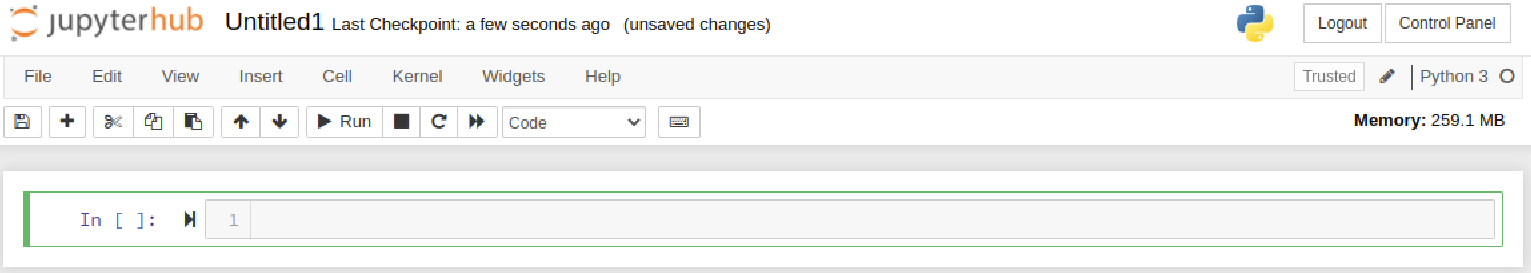 jupyterhub Untitled1 Last Checkpoint: a few seconds ago (unsaved changes) Logout Control Panel
File Edit View Insert Cell Kernel Widgets Help Trusted Python 3
Run Code Memory: 259.1 MB
In [ ]: 1